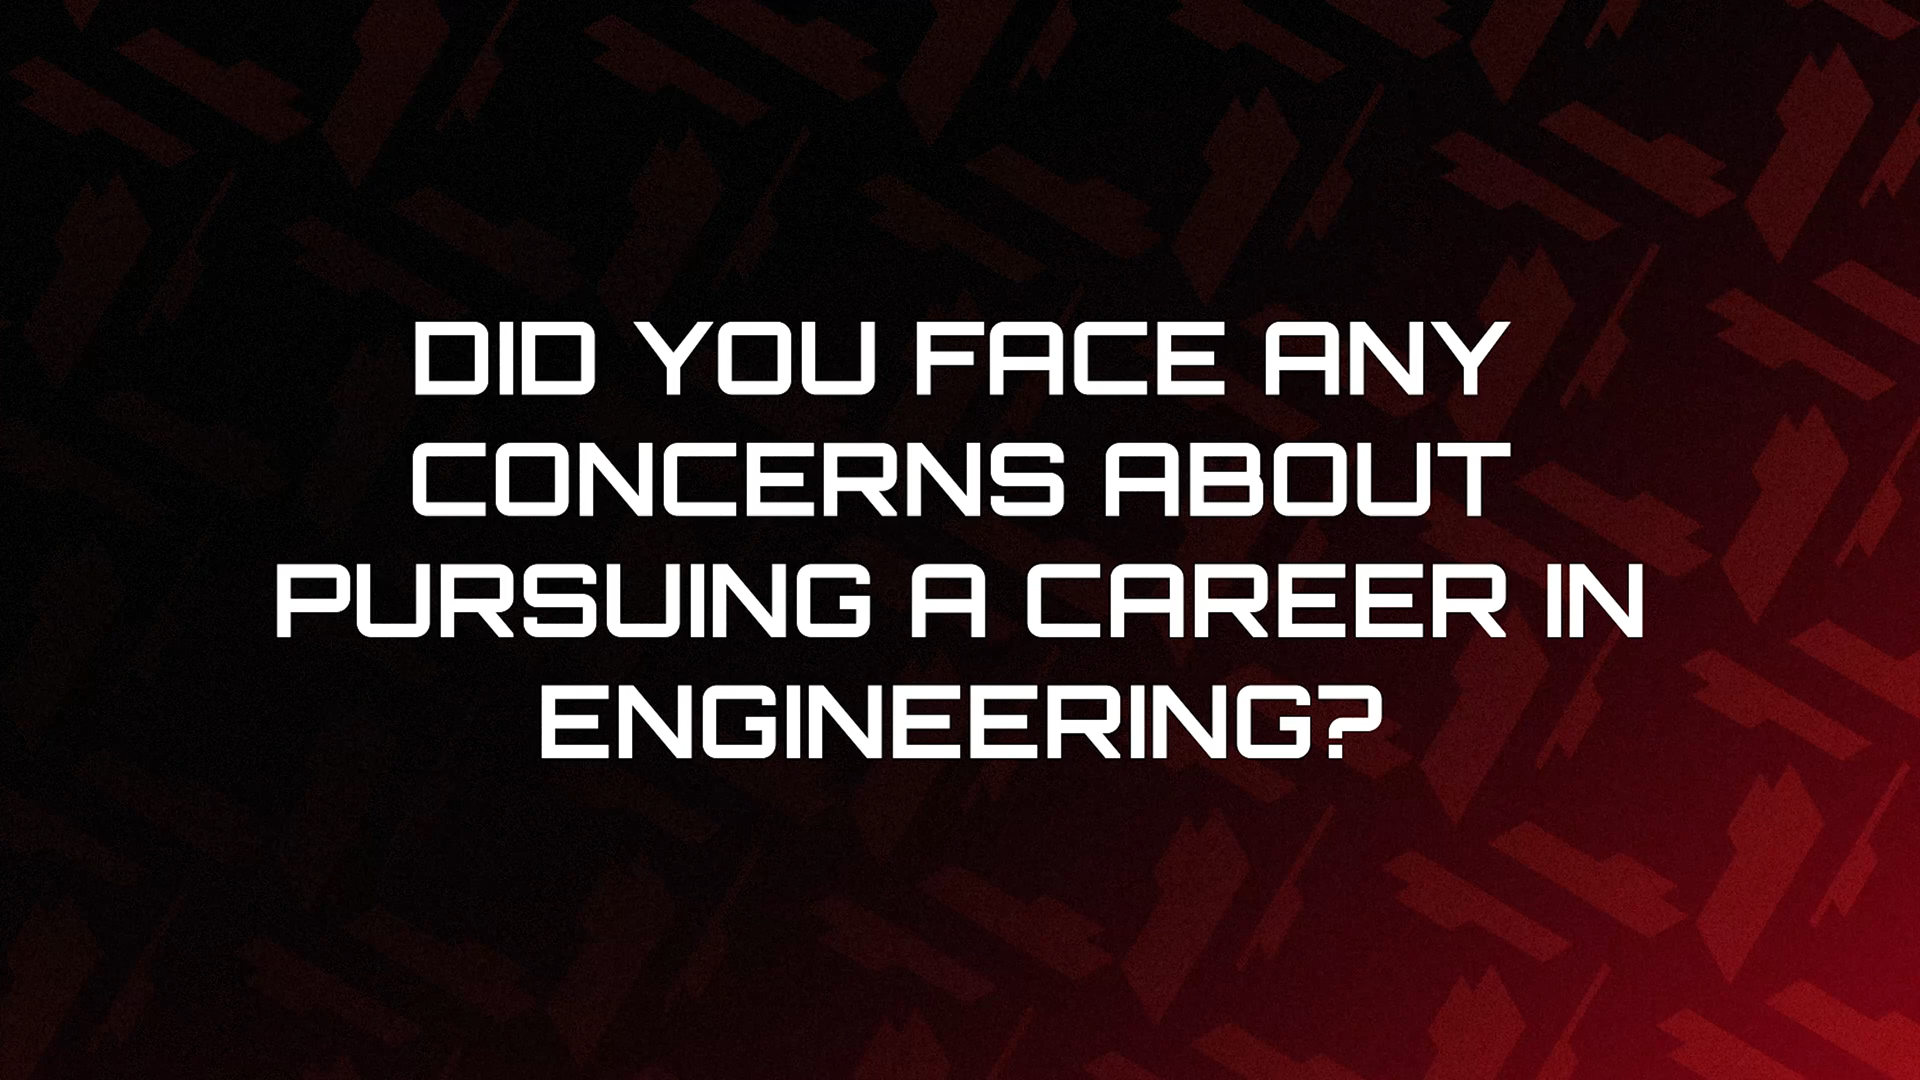 DID YOU FACE ANY
CONCERNS ABOUT
PURSUING A CAREER IN
ENGINEERING?